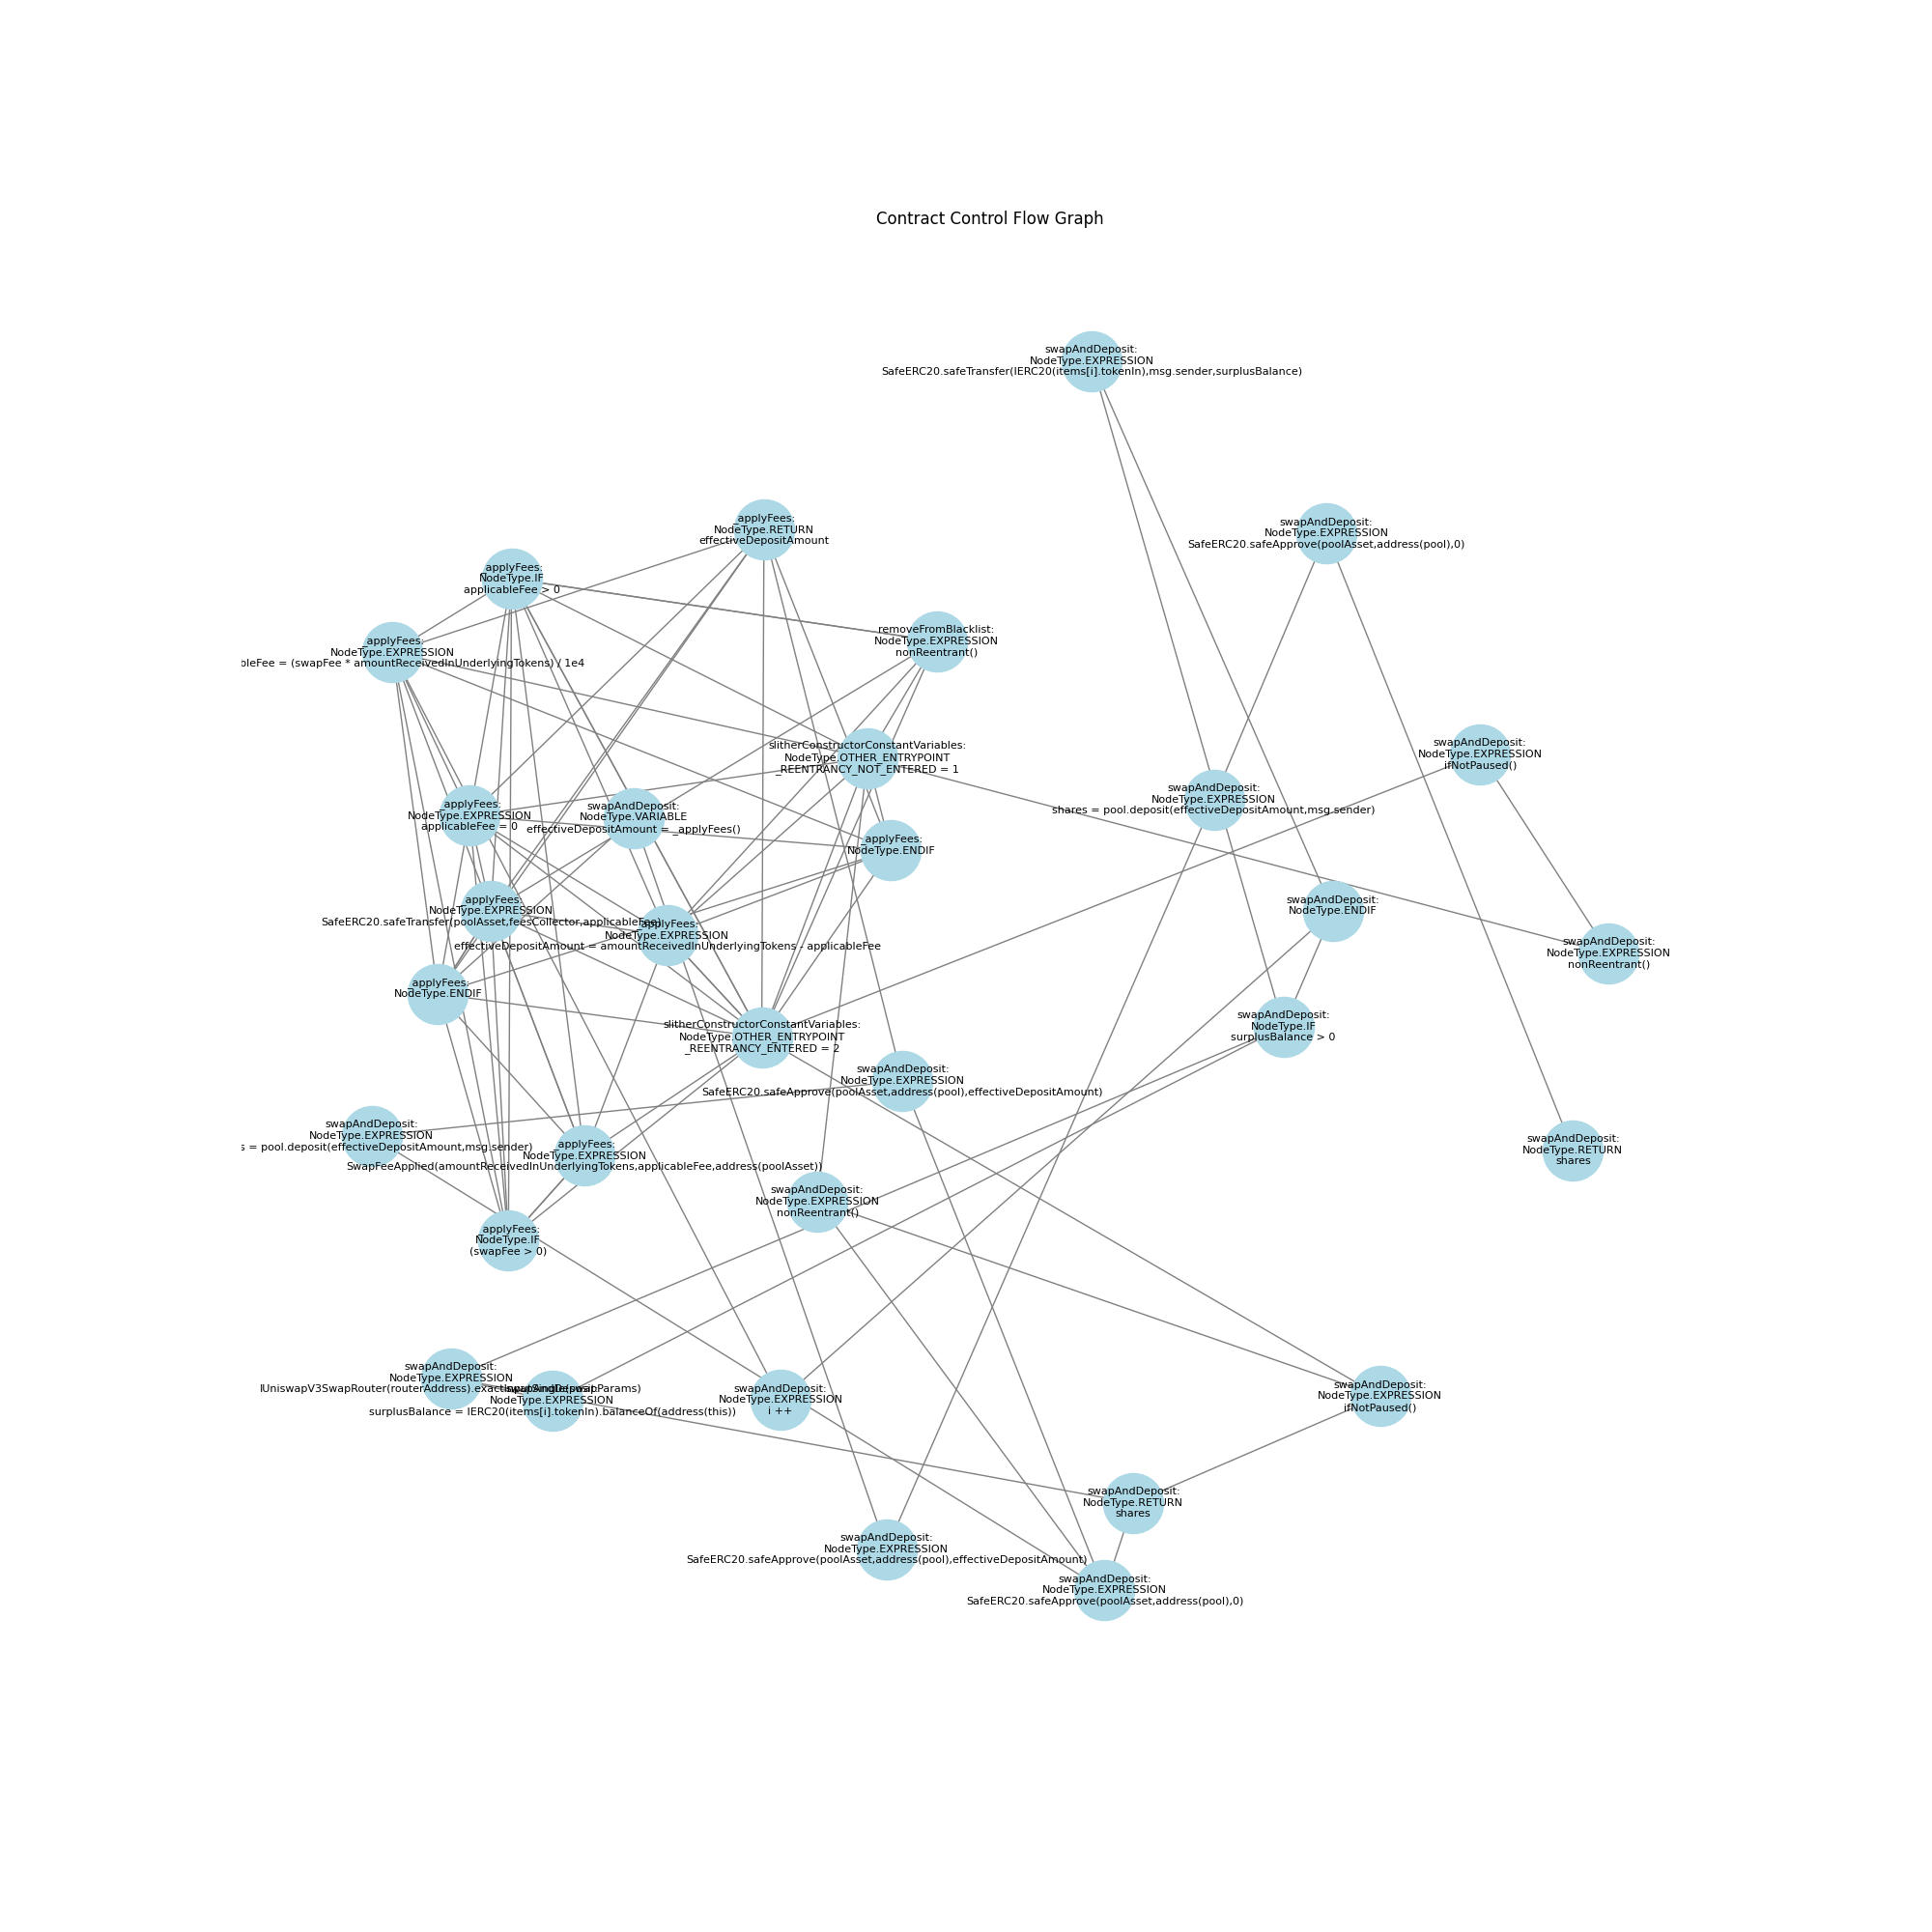 Contract Control Flow Graph
swapAndDeposit:
NodeType.EXPRESSION
SafeERC20.safeTransfer(IERC20(items[i].tokenIn),msg.sender,surplusBalance)
_applyFees:
NodeType.RETURN
effectiveDepositAmount
swapAndDeposit:
NodeType.EXPRESSION
SafeERC20.safeApprove(poolAsset,address(pool),0)
_applyFees:
NodeType.IF
applicableFee > 0
removeFromBlacklist:
NodeType.EXPRESSION
nonReentrant()
_applyFees:
NodeType.EXPRESSION
bleFee = (swapFee * amountReceivedInUnderlyingTokens) / 1e4
slitherConstructorConstantVariables:
NodeType.OTHER_ENTRYPOINT
_REENTRANCY_NOT_ENTERED = 1
swapAndDeposit:
NodeType.EXPRESSION
ifNotPaused()
swapAndDeposit:
NodeType.EXPRESSION
shares = pool.deposit(effectiveDepositAmount,msg.sender)
_applyFees:
NodeType.EXPRESSION
applicableFee = 0
swapAndDeposit:
NodeType.VARIABLE
effectiveDepositAmount = _applyFees()
_applyFees:
NodeType.ENDIF
_applyFees:
NodeType.EXPRESSION
SafeERC20.safeTransfer(poolAsset,feesCollector,applicableFee)
swapAndDeposit:
NodeType.ENDIF
_applyFees:
NodeType.EXPRESSION
effectiveDepositAmount = amountReceivedInUnderlyingTokens - applicableFee
swapAndDeposit:
NodeType.EXPRESSION
nonReentrant()
_applyFees:
NodeType.ENDIF
slitherConstructorConstantVariables:
NodeType.OTHER_ENTRYPOINT
_REENTRANCY_ENTERED = 2
swapAndDeposit:
NodeType.IF
surplusBalance > 0
swapAndDeposit:
NodeType.EXPRESSION
SafeERC20.safeApprove(poolAsset,address(pool),effectiveDepositAmount)
swapAndDeposit:
NodeType.EXPRESSION
s = pool.deposit(effectiveDepositAmount,msg.sender)
_applyFees:
NodeType.EXPRESSION
SwapFeeApplied(amountReceivedInUnderlyingTokens,applicableFee,address(poolAsset))
swapAndDeposit:
NodeType.RETURN
shares
swapAndDeposit:
NodeType.EXPRESSION
nonReentrant()
_applyFees:
NodeType.IF
(swapFee > 0)
swapAndDeposit:
NodeType.EXPRESSION
IUniswapV3SwapRouter(routerAddress).exactInputSingle(swapParams)
swapAndDeposit:
NodeType.EXPRESSION
surplusBalance = IERC20(items[i].tokenIn).balanceOf(address(this))
swapAndDeposit:
NodeType.EXPRESSION
i ++
swapAndDeposit:
NodeType.EXPRESSION
ifNotPaused()
swapAndDeposit:
NodeType.RETURN
shares
swapAndDeposit:
NodeType.EXPRESSION
SafeERC20.safeApprove(poolAsset,address(pool),effectiveDepositAmount)
swapAndDeposit:
NodeType.EXPRESSION
SafeERC20.safeApprove(poolAsset,address(pool),0)